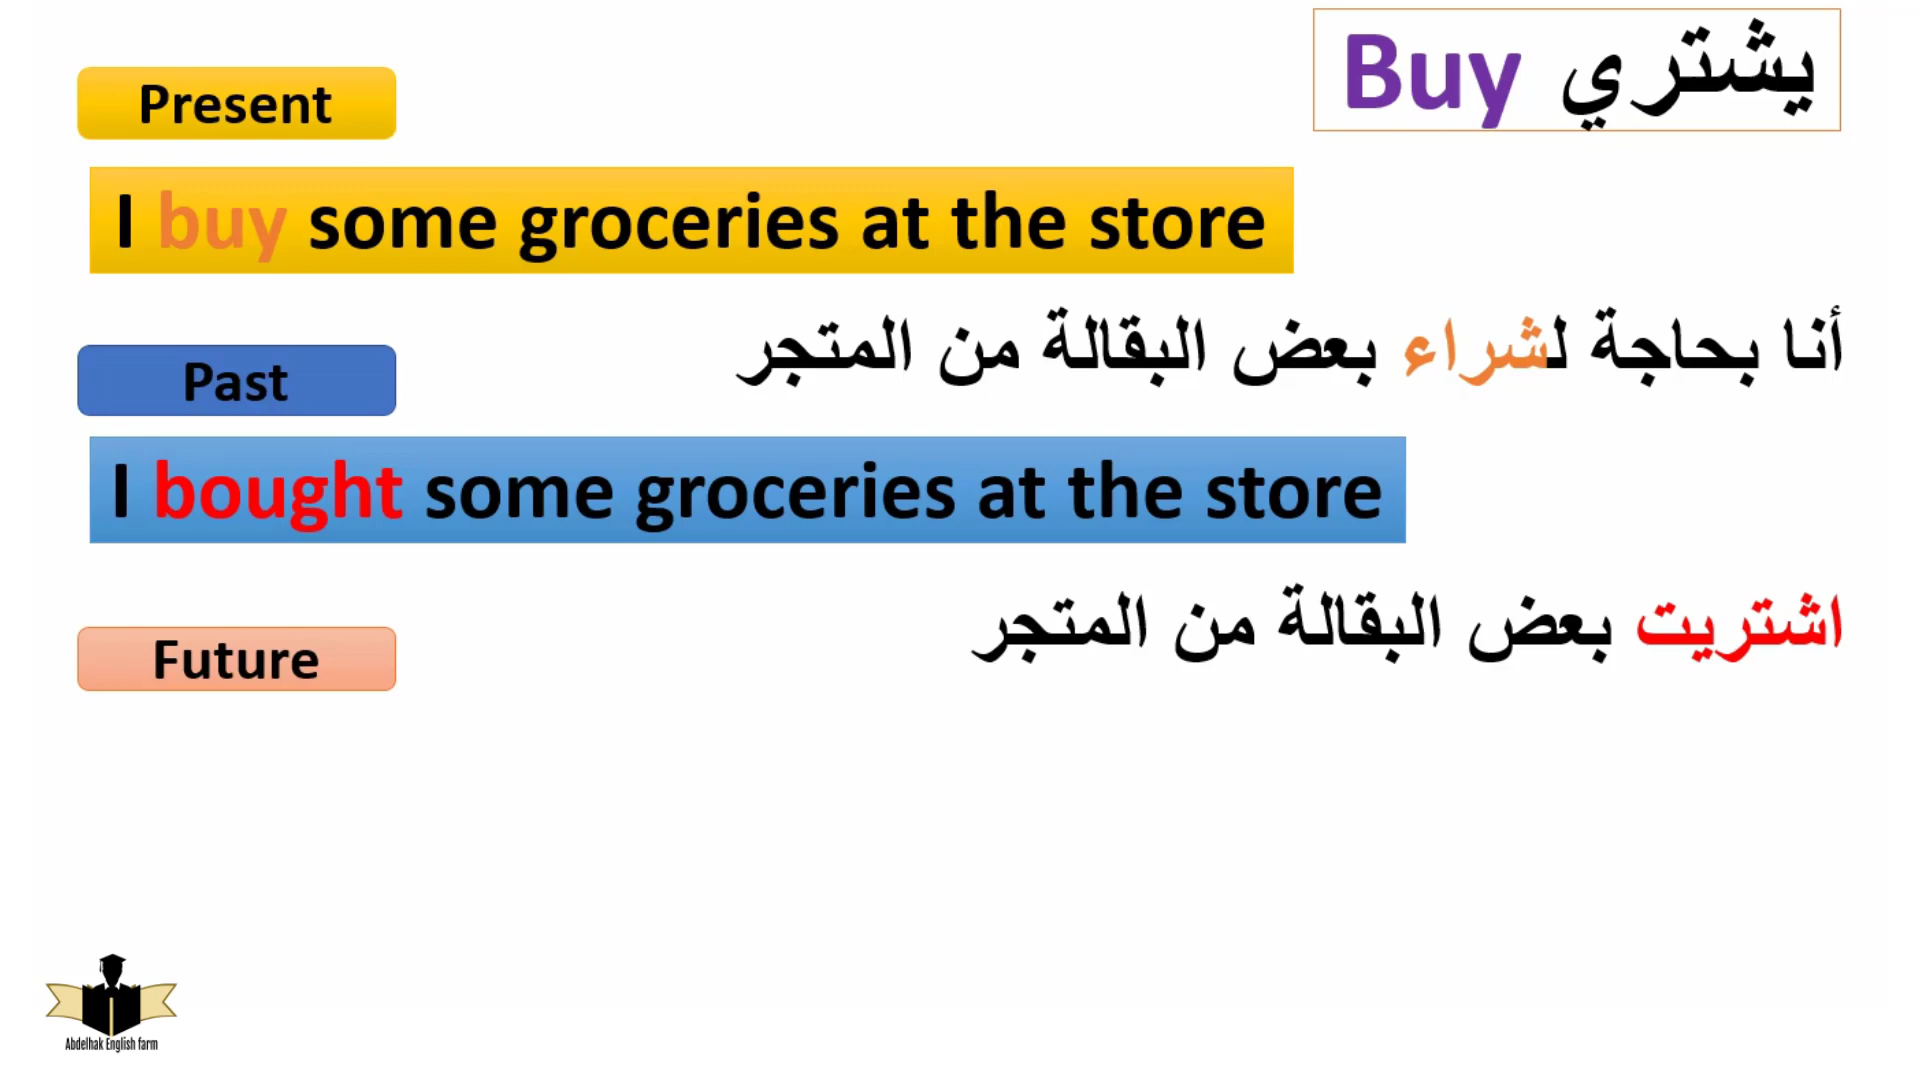 Buy يشتري
Present
I buy some groceries at the store
أنا بحاجة لشراء بعض البقالة من المتجر
Past
I bought some groceries at the store
اشتريت بعض البقالة من المتجر
Future
Abdelhak English farm